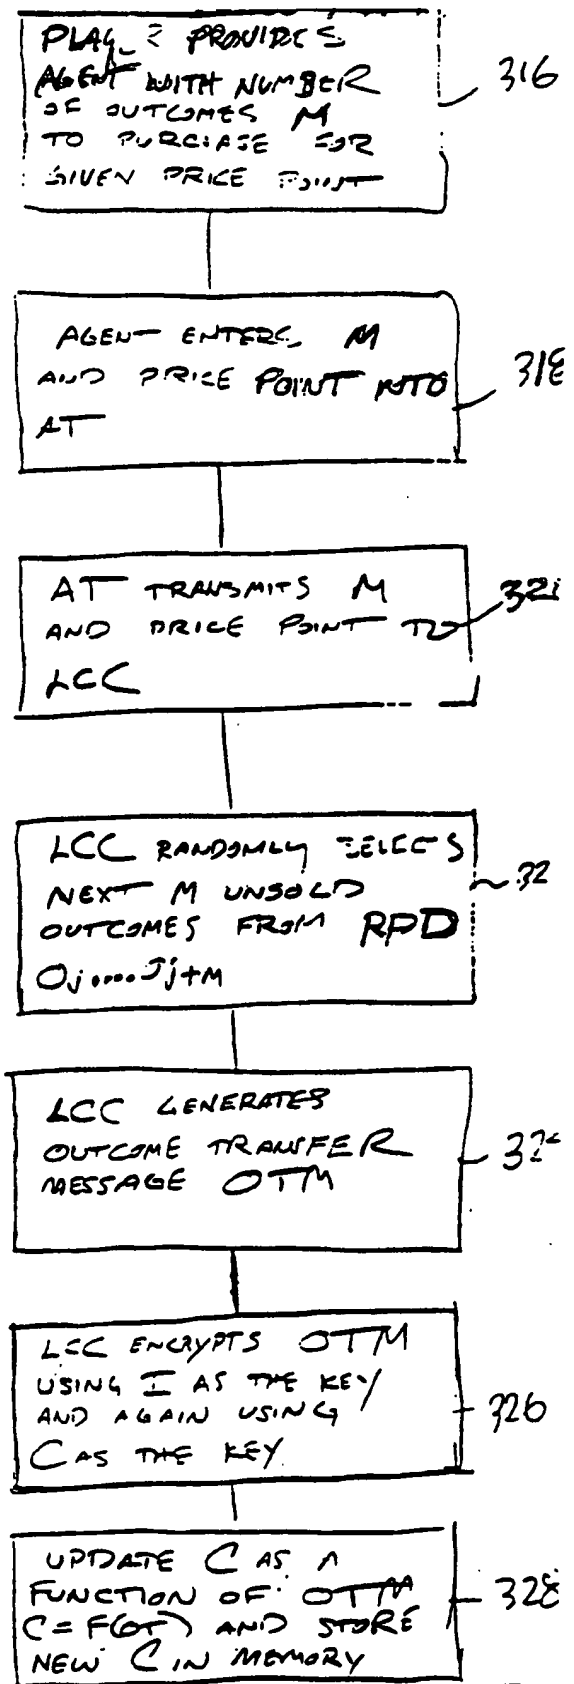 PLAYER PROVIDES
AGENT WITH NUMBER
OF OUTCOMES M
TO PURCHASE FOR
GIVEN PRICE POINT
316
AGENT ENTERS M
AND PRICE POINT INTO
AT
318
AT TRANSMITS M
AND PRICE POINT TO
LCC
LCC RANDOMLY SELECTS
NEXT M UNSOLD
OUTCOMES FROM RPD
Oj....Oj+M
32
LCC GENERATES
OUTCOME TRANSFER
MESSAGE OTM
LCC ENCRYPTS OTM
USING I AS THE KEY
AND AGAIN USING
C AS THE KEY
326
UPDATE C AS A
FUNCTION OF OTM
AND STORE
NEW C IN MEMORY
328